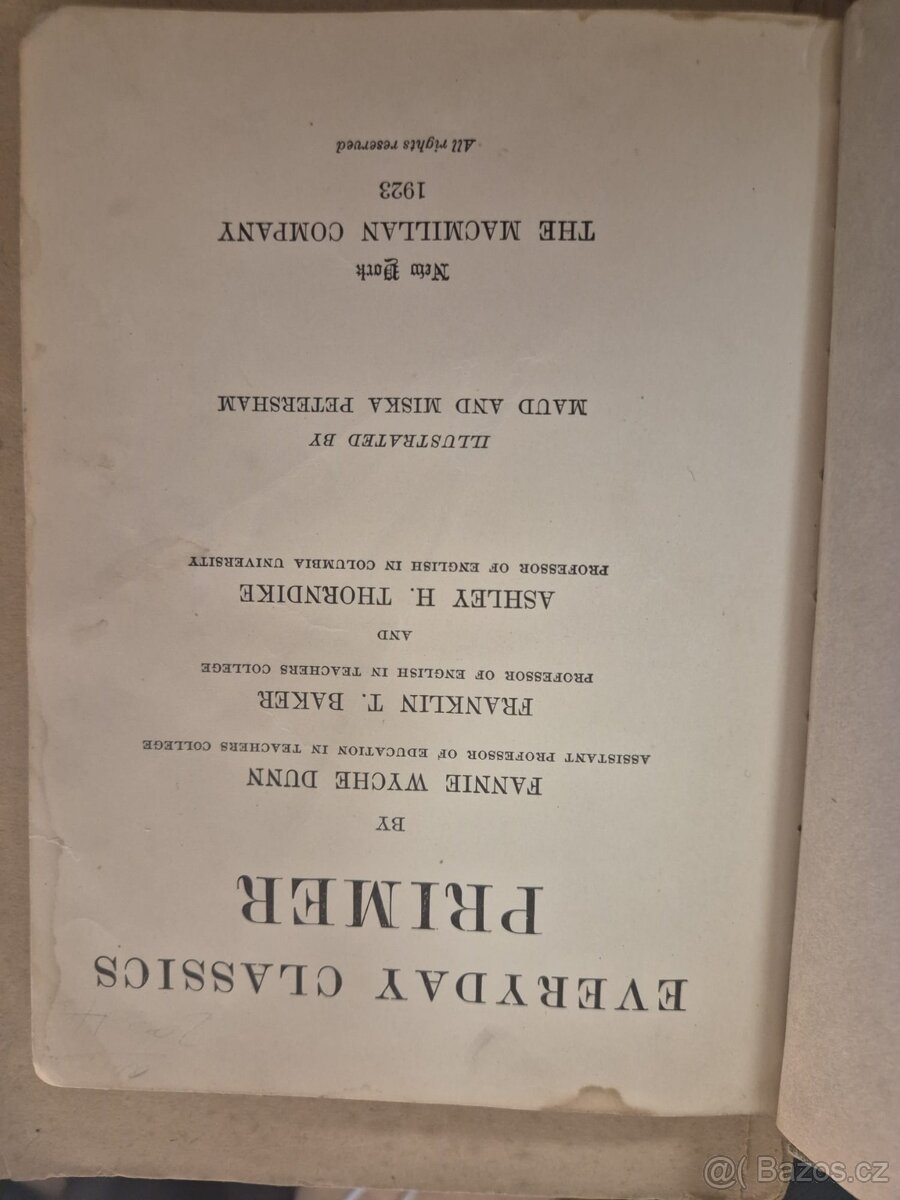 EVERYDAY CLASSICS
PRIMER
BY
FANNIE WYCHE DUNN
ASSISTANT PROFESSOR OF EDUCATION IN TEACHERS COLLEGE
FRANKLIN T. BAKER
PROFESSOR OF ENGLISH IN TEACHERS COLLEGE
AND
ASHLEY H. THORNDIKE
PROFESSOR OF ENGLISH IN COLUMBIA UNIVERSITY
ILLUSTRATED BY
MAUD AND MISKA PETERSHAM
New York
THE MACMILLAN COMPANY
1923
All rights reserved
@( Bazos.cz